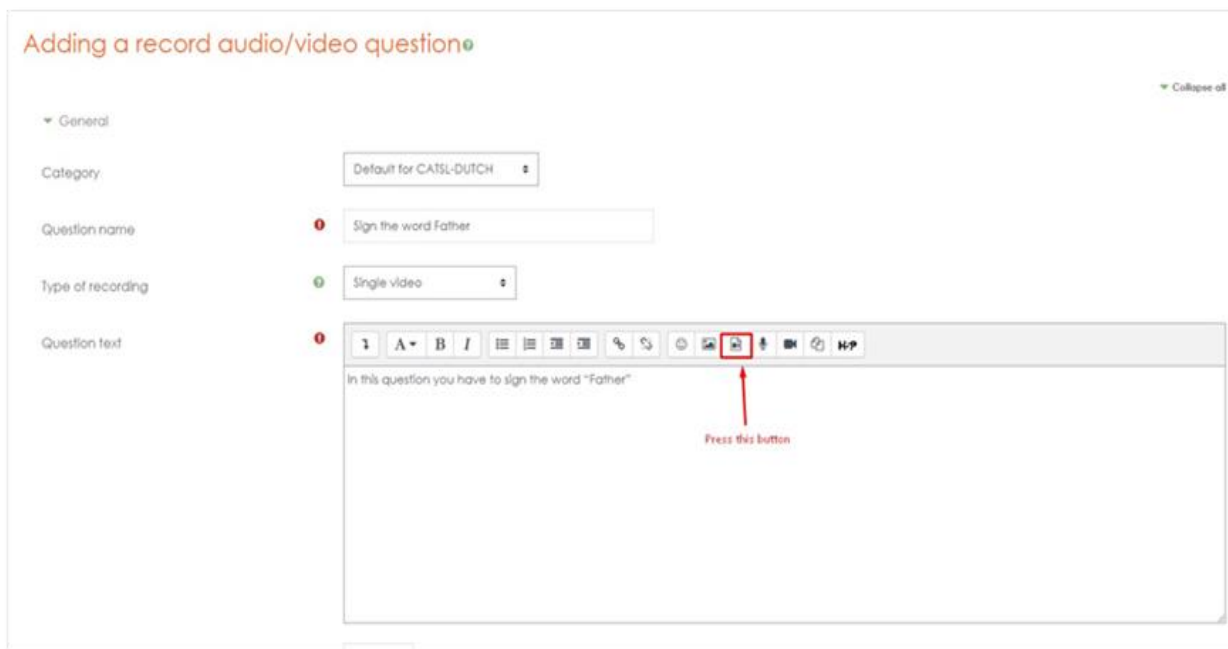 Adding a record audio/video question
Collapse all
General
Category
Default for CATSL-DUTCH
Question name
Sign the word Father
Type of recording
Single video
Question text
A B I H-P
In this question you have to sign the word “Father”
Press this button